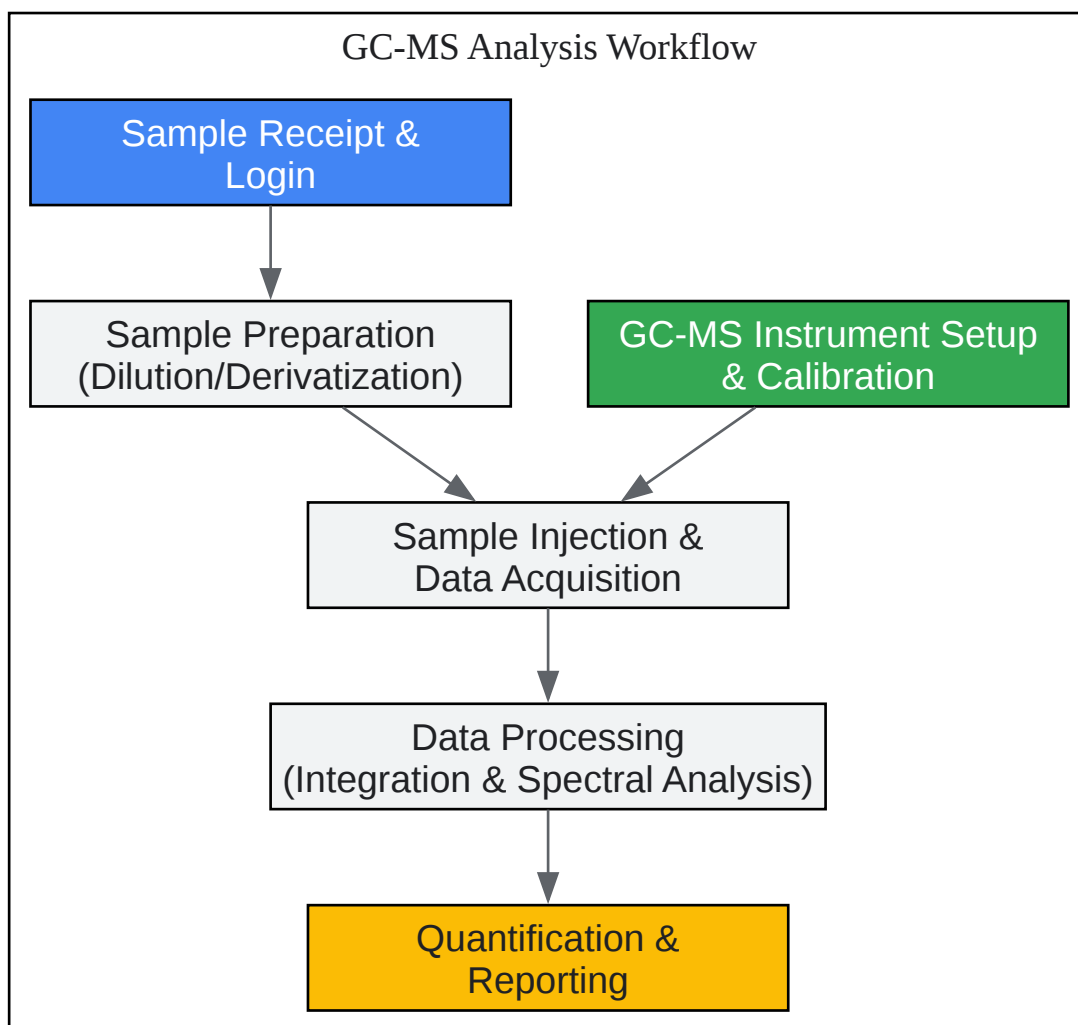 GC-MS Analysis Workflow
Sample Receipt &
Login
Sample Preparation
(Dilution/Derivatization)
GC-MS Instrument Setup
& Calibration
Sample Injection &
Data Acquisition
Data Processing
(Integration & Spectral Analysis)
Quantification &
Reporting